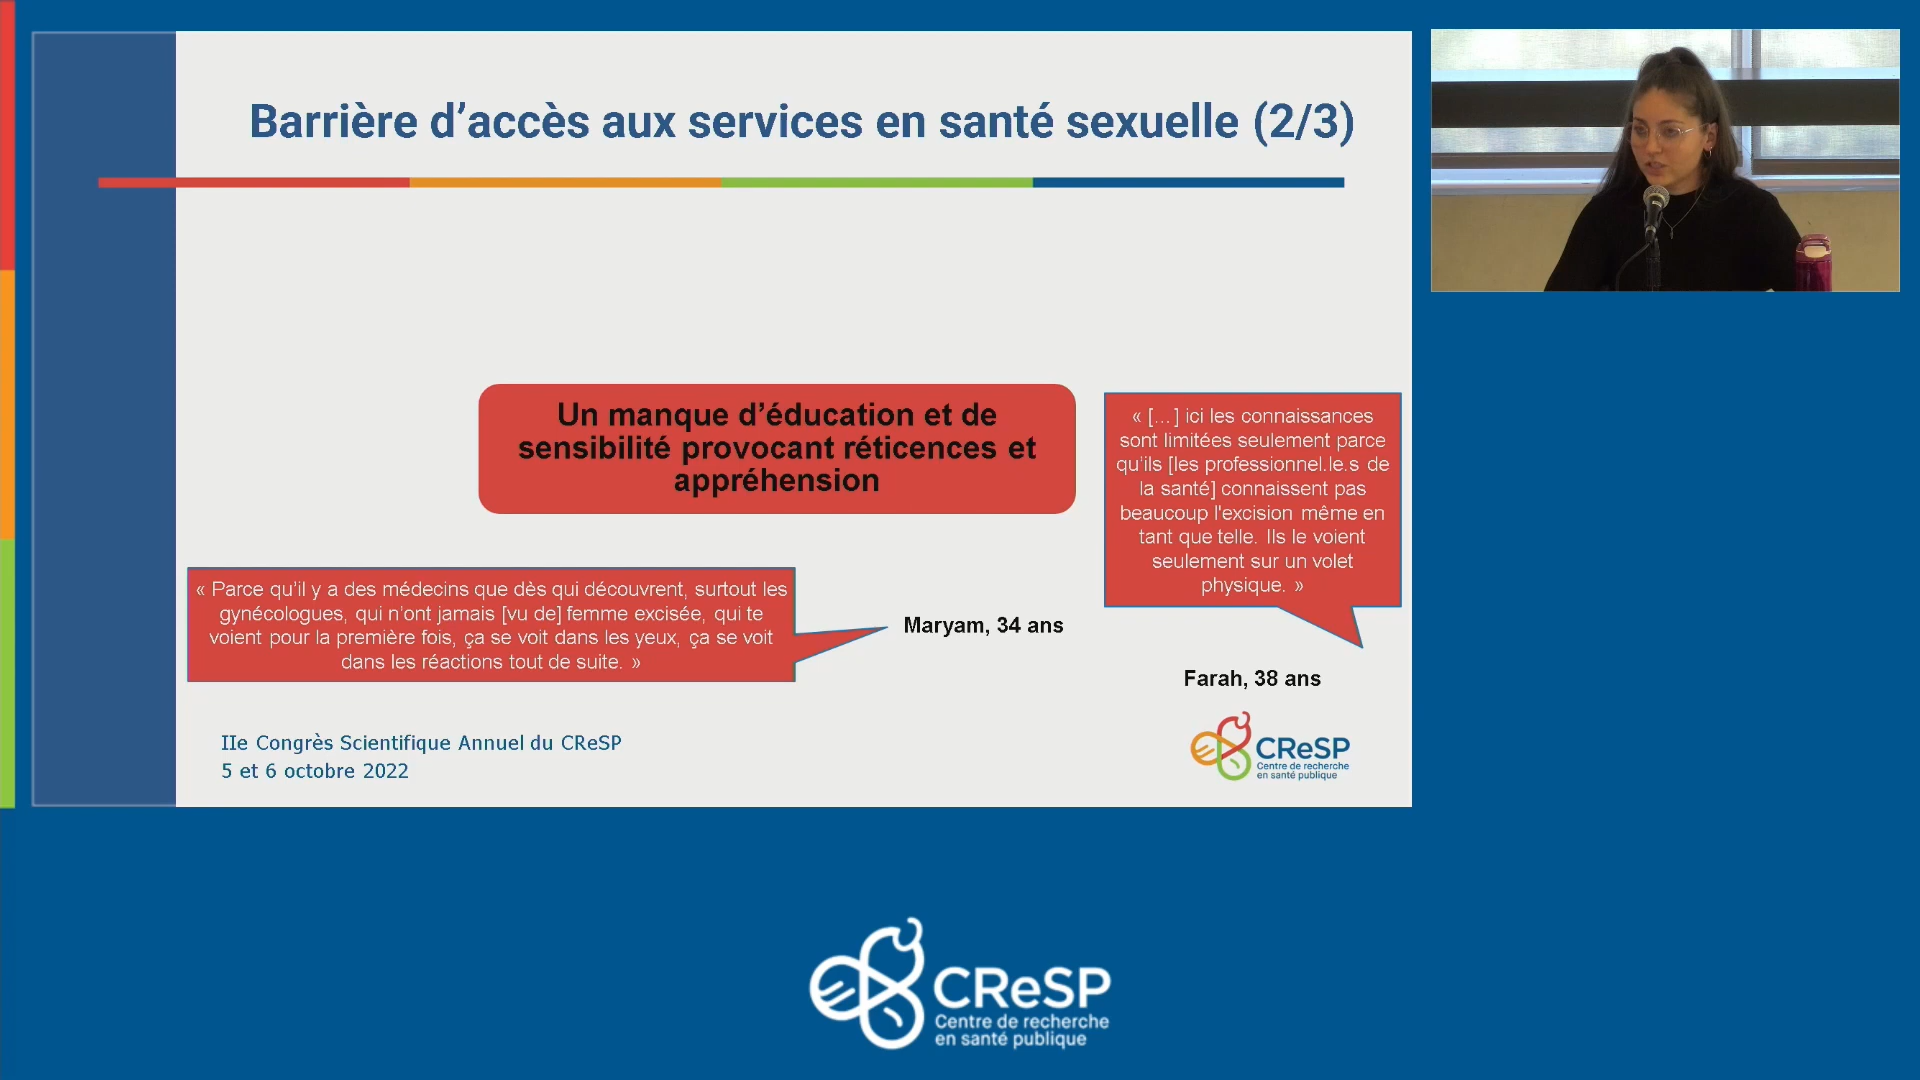 Barrière d’accès aux services en santé sexuelle (2/3)
Un manque d’éducation et de
sensibilité provocant réticences et
appréhension
« [...] ici les connaissances
sont limitées seulement parce
qu'ils [les professionnel.le.s de
la santé] connaissent pas
beaucoup l'excision même en
tant que telle. Ils le voient
seulement sur un volet
physique. »
Farah, 38 ans
« Parce qu’il y a des médecins que dès qui découvrent, surtout les
gynécologues, qui n’ont jamais [vu de] femme excisée, qui te
voient pour la première fois, ça se voit dans les yeux, ça se voit
dans les réactions tout de suite. »
Maryam, 34 ans
IIe Congrès Scientifique Annuel du CReSP
5 et 6 octobre 2022
CReSP
Centre de recherche
en santé publique
CReSP
Centre de recherche
en santé publique